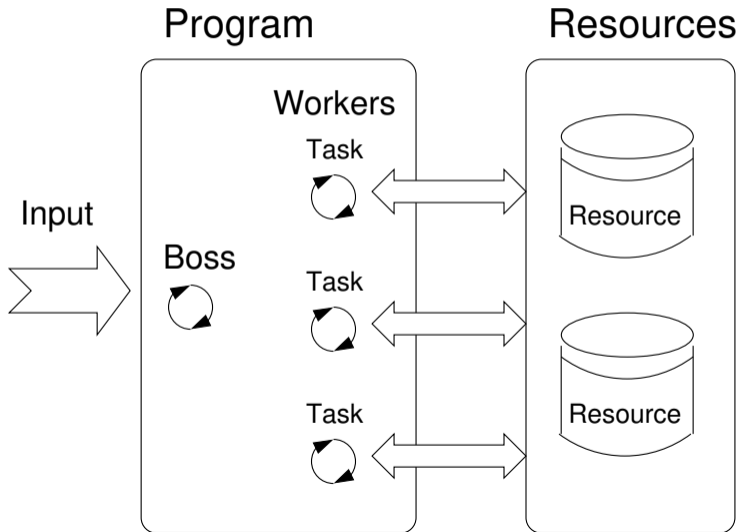 Program
Resources
Workers
Task
Input
Resource
Boss
Task
Task
Resource